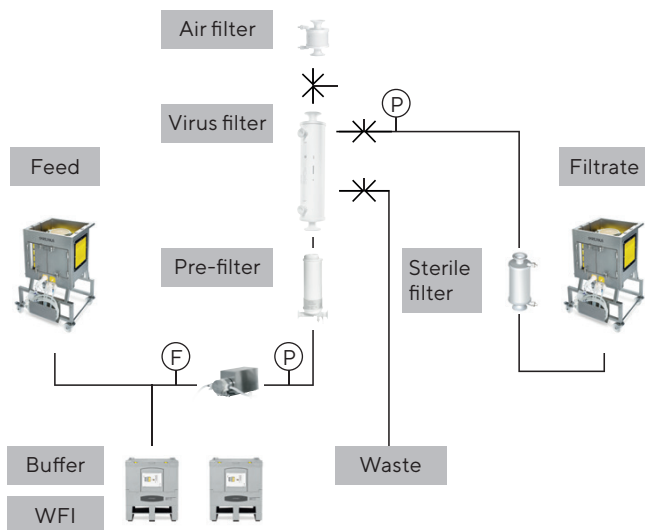 Air filter
Virus filter
P
Feed
Filtrate
Pre-filter
Sterile
filter
F
P
Buffer
Waste
WFI